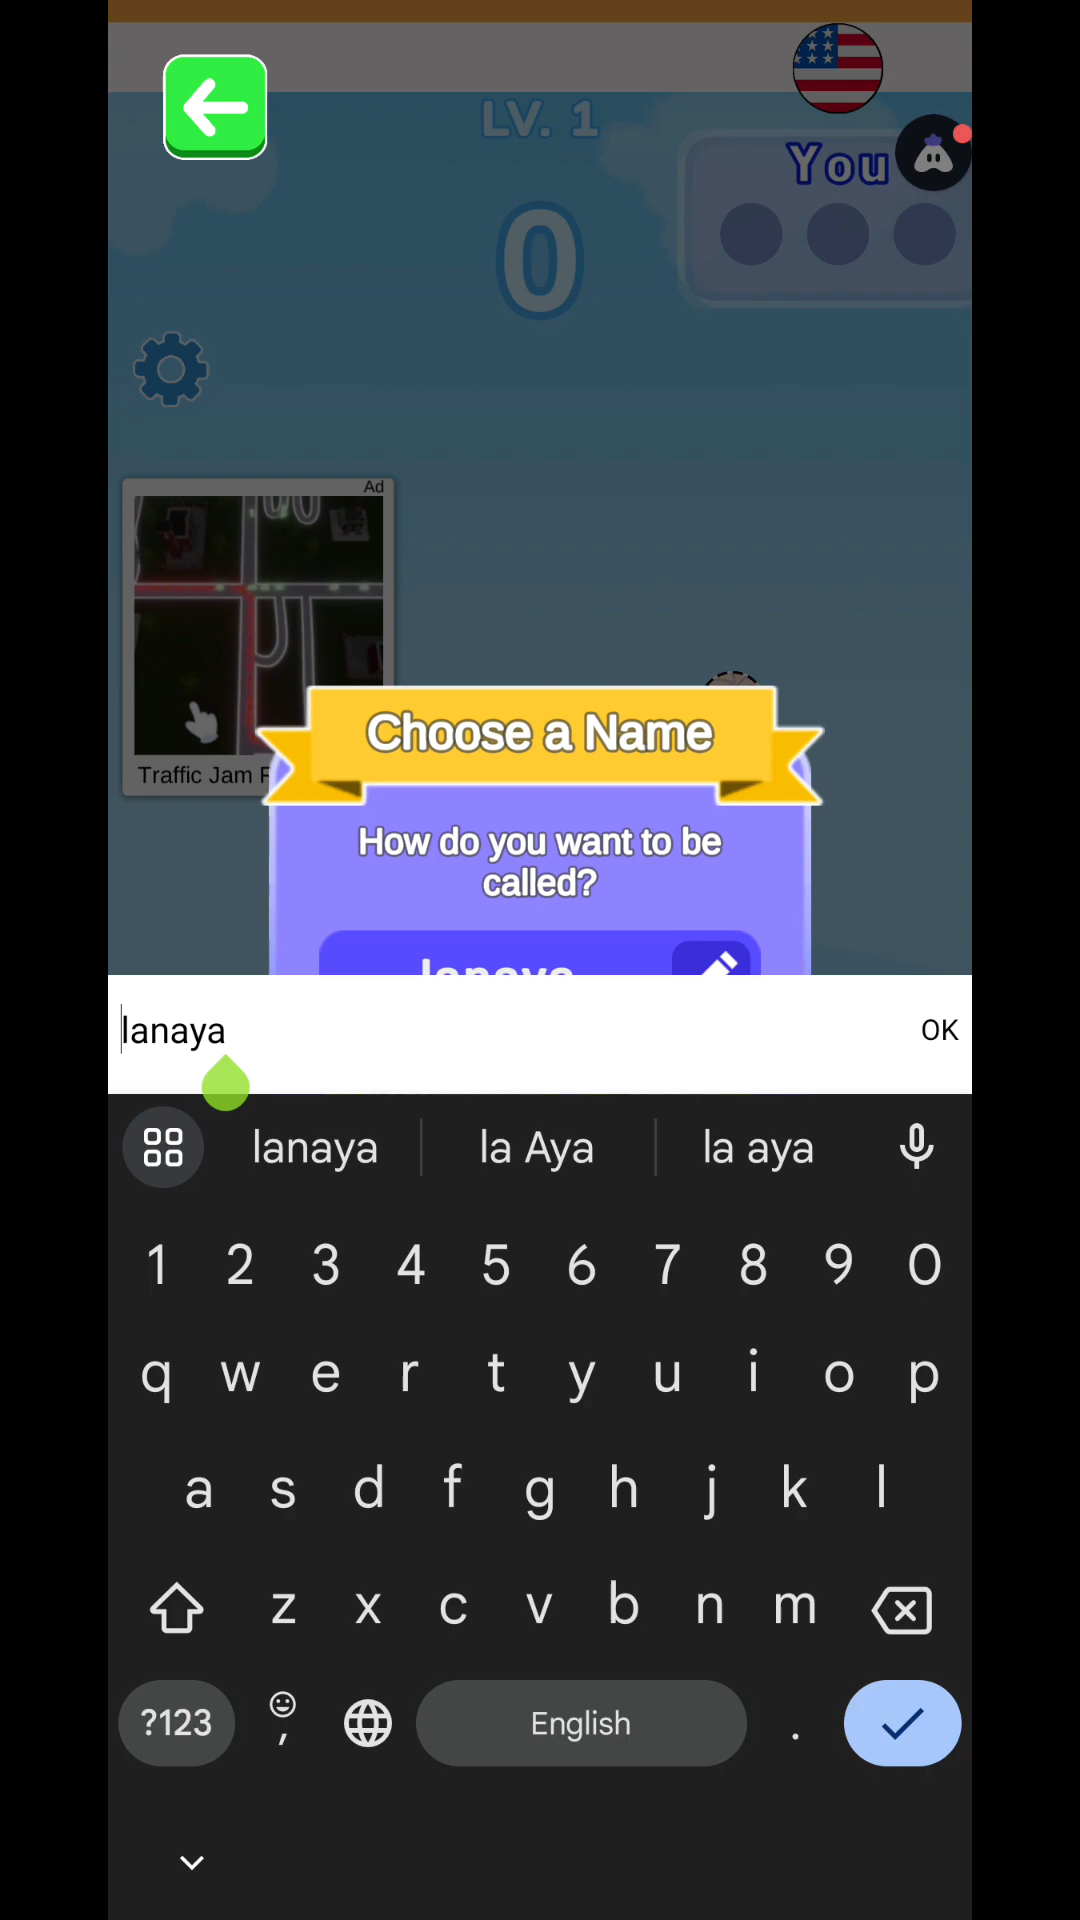 LV. 1
You
0
Ad
Traffic Jam
Choose a Name
How do you want to be
called?
lanaya
lanaya
OK
lanaya
la Aya
la aya
1 2 3 4 5 6 7 8 9 0
q w e r t y u i o p
a s d f g h j k l
z x c v b n m
?123
,
English
.